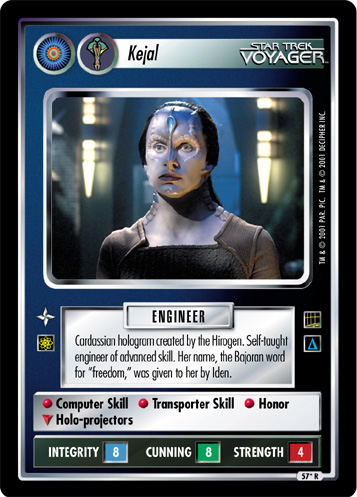 Kejal
STAR TREK
VOYAGER™
TM & © 2001 PAR. PIC. TM & © 2001 DECIPHER INC.
ENGINEER
Cardassian hologram created by the Hirogen. Self-taught
engineer of advanced skill. Her name, the Bajoran word
for "freedom," was given to her by Iden.
Computer Skill Transporter Skill Honor
Holo-projectors
INTEGRITY 8 CUNNING 8 STRENGTH 4
57* R